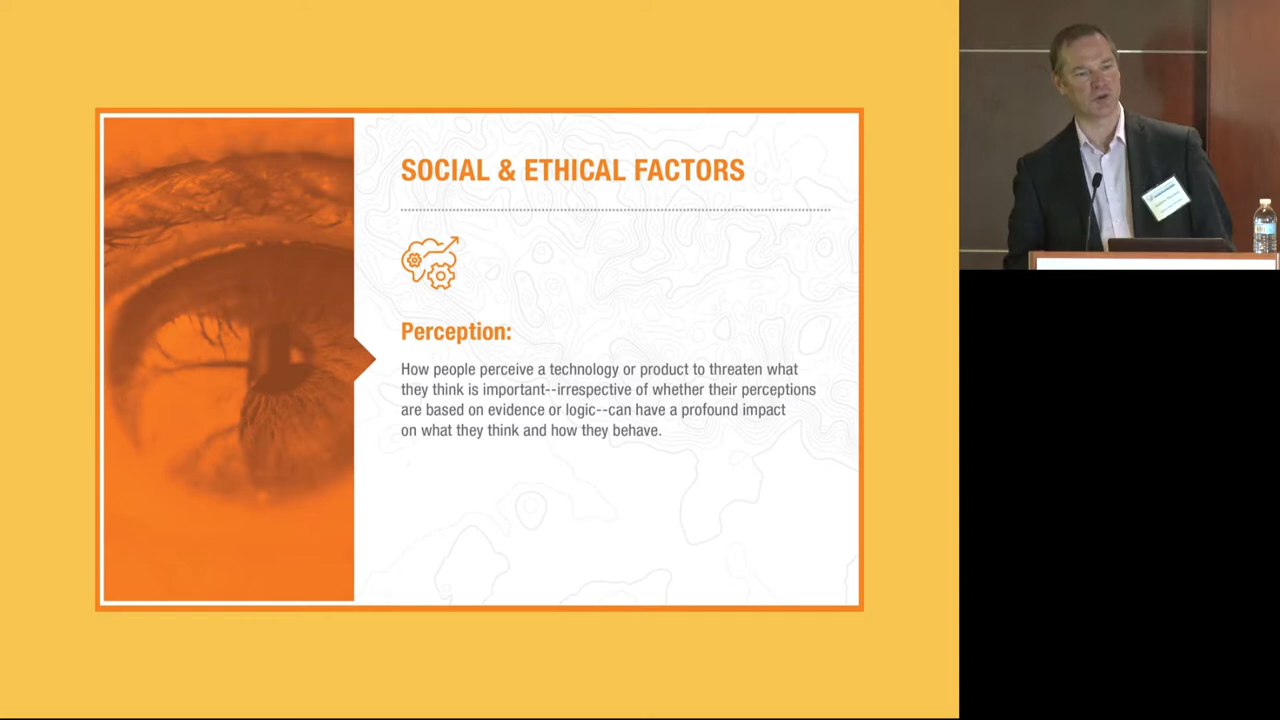 SOCIAL & ETHICAL FACTORS
Perception:
How people perceive a technology or product to threaten what
they think is important--irrespective of whether their perceptions
are based on evidence or logic--can have a profound impact
on what they think and how they behave.